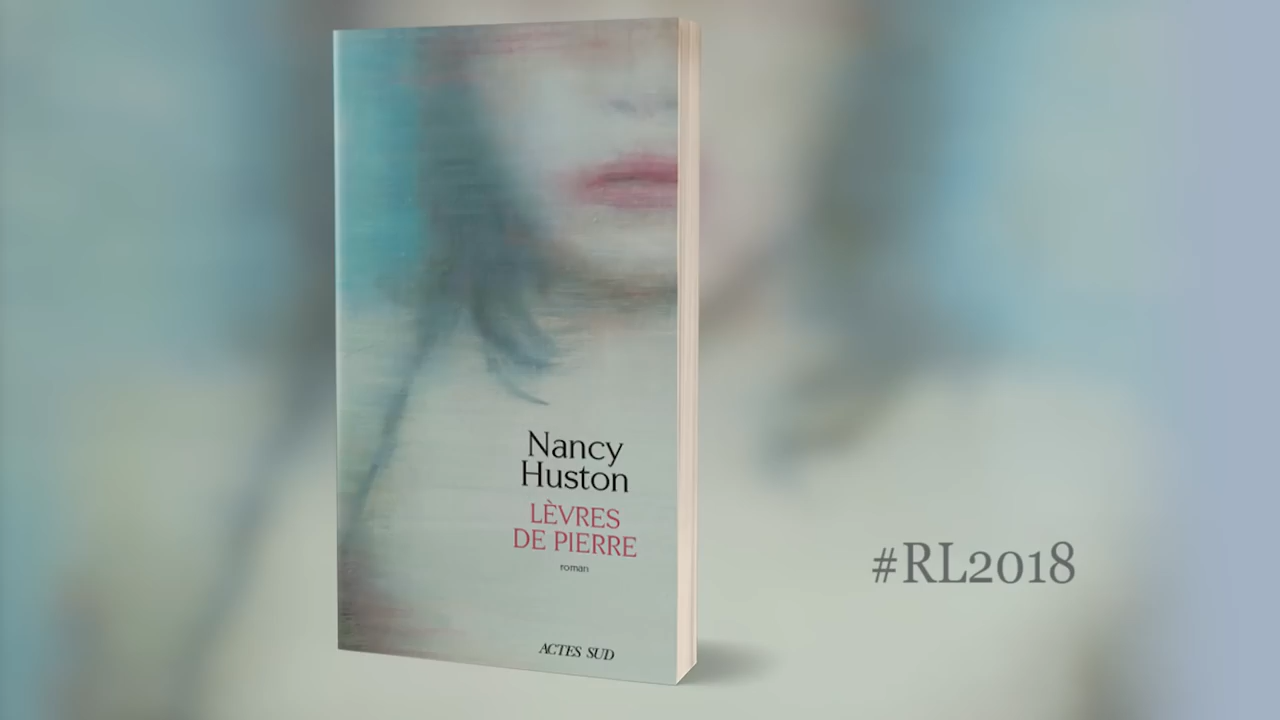 Nancy
Huston
LÈVRES
DE PIERRE
roman
ACTES SUD
#RL2018